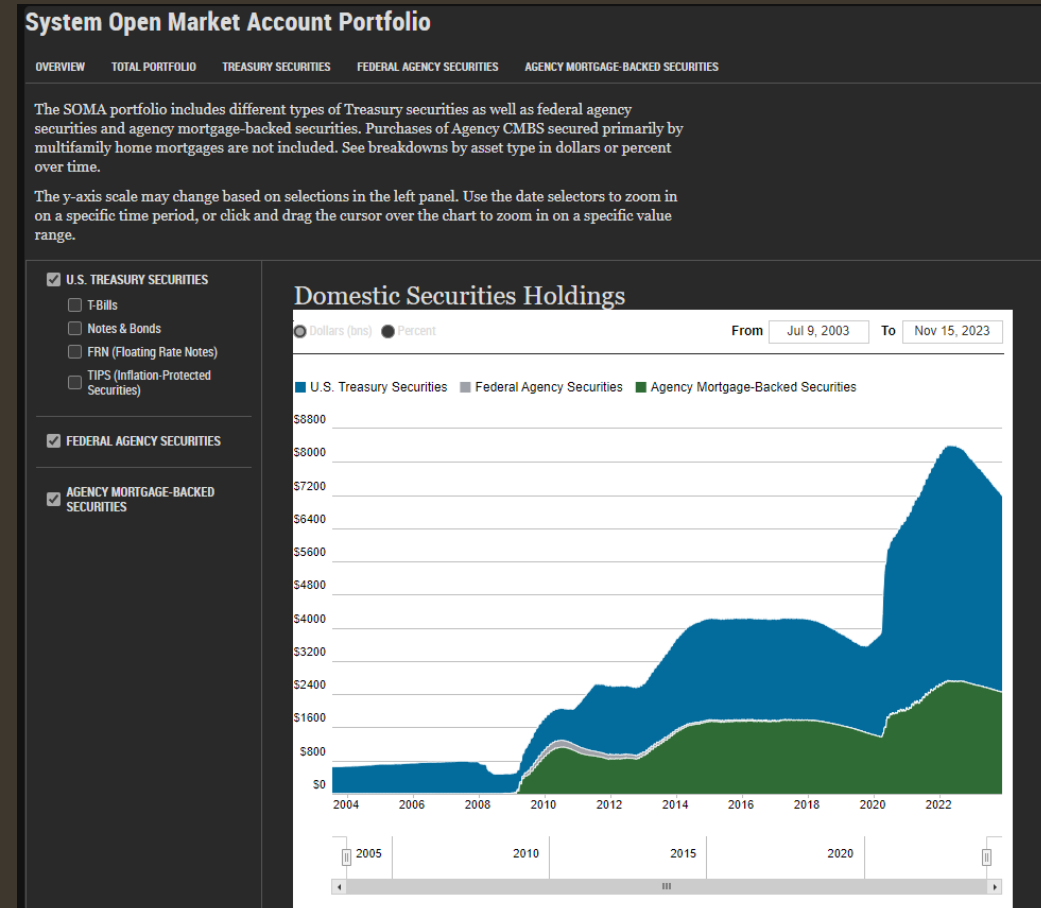 System Open Market Account Portfolio
OVERVIEW TOTAL PORTFOLIO TREASURY SECURITIES FEDERAL AGENCY SECURITIES AGENCY MORTGAGE-BACKED SECURITIES
The SOMA portfolio includes different types of Treasury securities as well as federal agency
securities and agency mortgage-backed securities. Purchases of Agency CMBS secured primarily by
multifamily home mortgages are not included. See breakdowns by asset type in dollars or percent
over time.
The y-axis scale may change based on selections in the left panel. Use the date selectors to zoom in
on a specific time period, or click and drag the cursor over the chart to zoom in on a specific value
range.
U.S. TREASURY SECURITIES
T-Bills
Notes & Bonds
FRN (Floating Rate Notes)
TIPS (Inflation-Protected
Securities)
FEDERAL AGENCY SECURITIES
AGENCY MORTGAGE-BACKED
SECURITIES
Domestic Securities Holdings
Dollars (bns) Percent
From Jul 9, 2003 To Nov 15, 2023
U.S. Treasury Securities Federal Agency Securities Agency Mortgage-Backed Securities
$8800
$8000
$7200
$6400
$5600
$4800
$4000
$3200
$2400
$1600
$800
$0
2004 2006 2008 2010 2012 2014 2016 2018 2020 2022
2005 2010 2015 2020